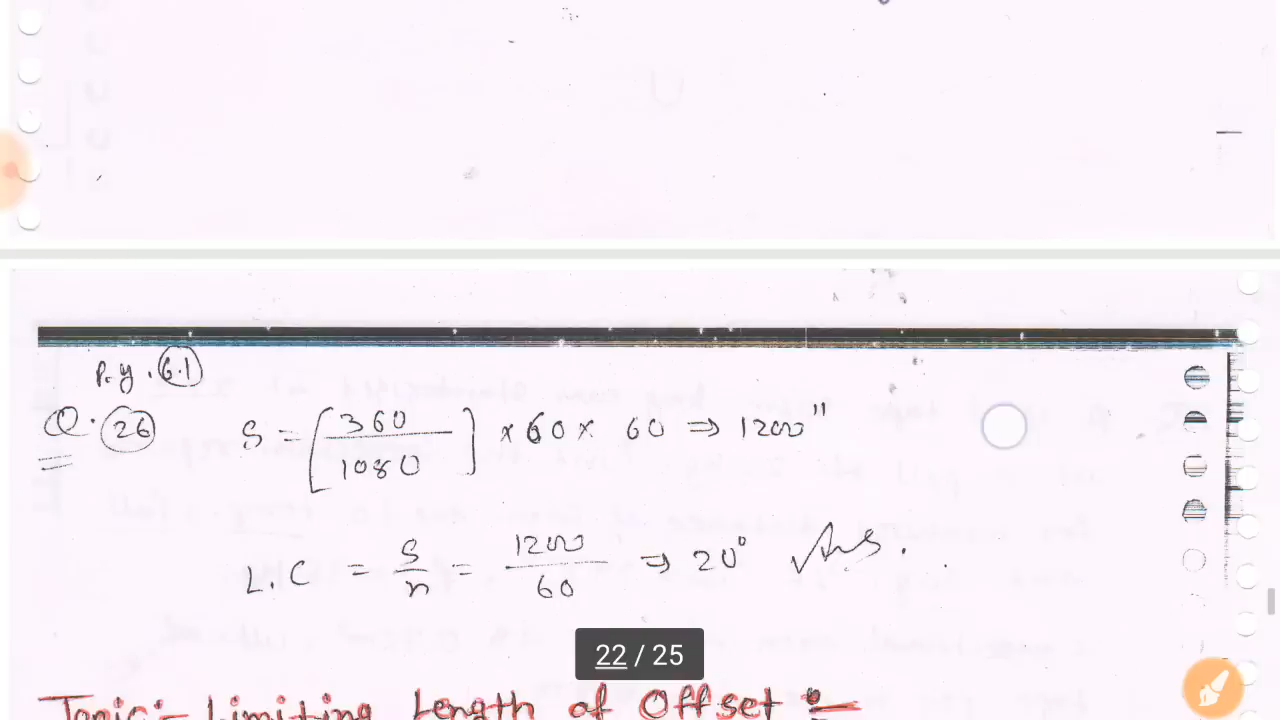 P.y. 6.1
Q. 26 S = [360/1080] × 60 × 60 ⇒ 1200"
L.C = S/n = 1200/60 ⇒ 20° Ans.
22 / 25
Topic:- Limiting Length of Offset :-